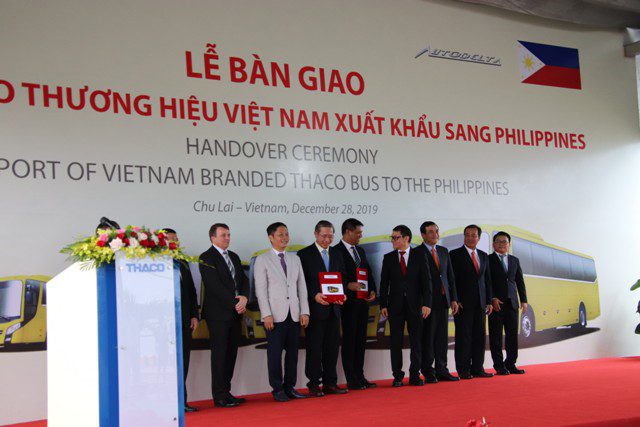 AUTODELTA
LỄ BÀN GIAO
THƯƠNG HIỆU VIỆT NAM XUẤT KHẨU SANG PHILIPPINES
HANDOVER CEREMONY
PORT OF VIETNAM BRANDED THACO BUS TO THE PHILIPPINES
Chu Lai – Vietnam, December 28, 2019
THACO